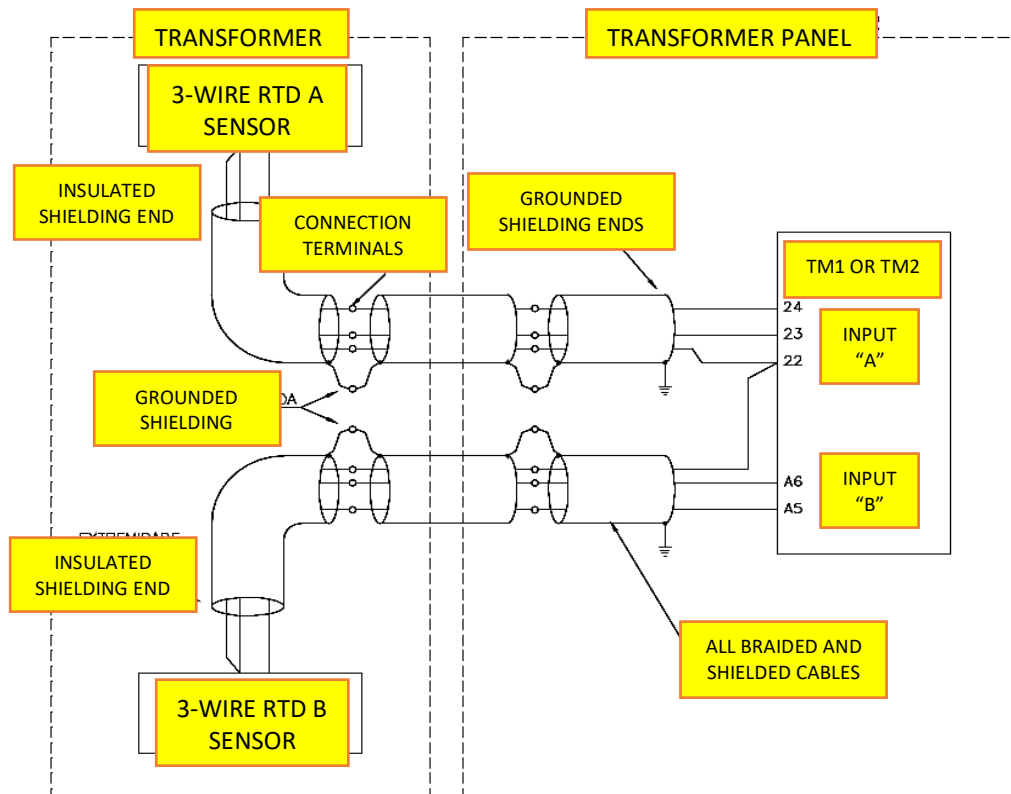 TRANSFORMER
TRANSFORMER PANEL
3-WIRE RTD A
SENSOR
INSULATED
SHIELDING END
CONNECTION
TERMINALS
GROUNDED
SHIELDING ENDS
TM1 OR TM2
24
23
22
INPUT
“A”
GROUNDED
SHIELDING
DA
A6
A5
INPUT
“B”
INSULATED
SHIELDING END
ALL BRAIDED AND
SHIELDED CABLES
3-WIRE RTD B
SENSOR